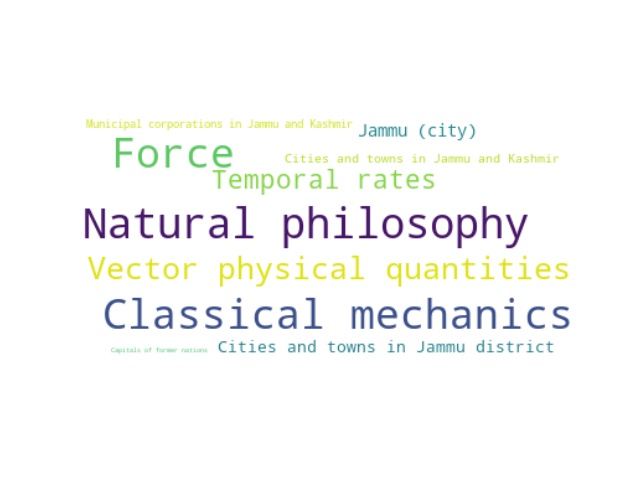 Municipal corporations in Jammu and Kashmir
Jammu (city)
Force
Cities and towns in Jammu and Kashmir
Temporal rates
Natural philosophy
Vector physical quantities
Classical mechanics
Cities and towns in Jammu district
Capitals of former nations